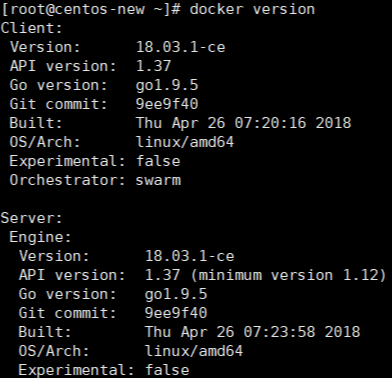 [root@centos-new ~]# docker version
Client:
 Version:      18.03.1-ce
 API version:  1.37
 Go version:   go1.9.5
 Git commit:   9ee9f40
 Built:        Thu Apr 26 07:20:16 2018
 OS/Arch:      linux/amd64
 Experimental: false
 Orchestrator: swarm

Server:
 Engine:
  Version:      18.03.1-ce
  API version:  1.37 (minimum version 1.12)
  Go version:   go1.9.5
  Git commit:   9ee9f40
  Built:        Thu Apr 26 07:23:58 2018
  OS/Arch:      linux/amd64
  Experimental: false